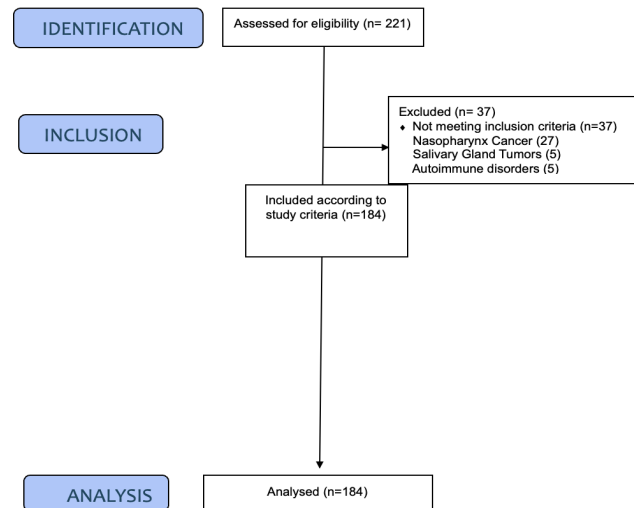 IDENTIFICATION
Assessed for eligibility (n= 221)
INCLUSION
Excluded (n= 37)
♦ Not meeting inclusion criteria (n=37)
Nasopharynx Cancer (27)
Salivary Gland Tumors (5)
Autoimmune disorders (5)
Included according to
study criteria (n=184)
ANALYSIS
Analysed (n=184)